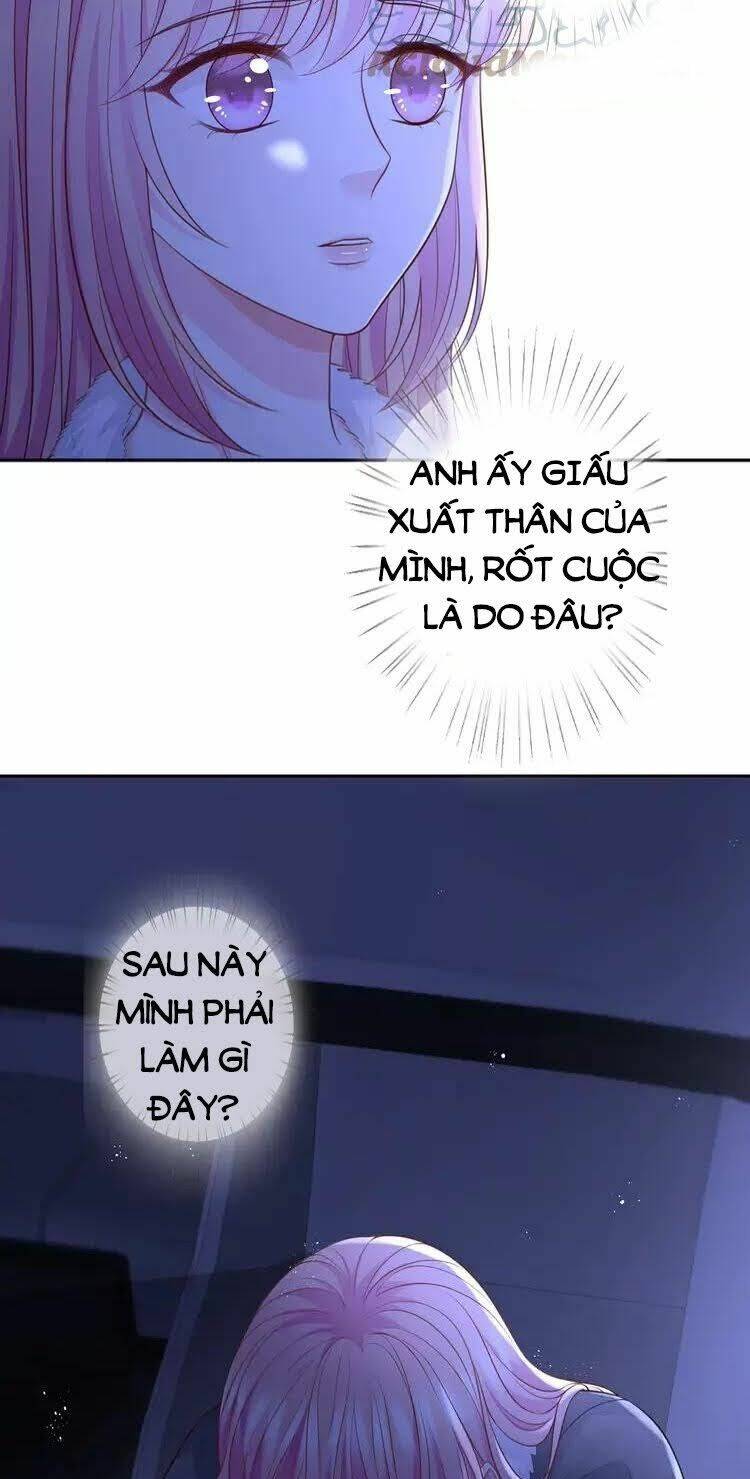 ANH ẤY GIẤU
XUẤT THÂN CỦA
MÌNH, RỐT CUỘC
LÀ DO ĐÂU?
SAU NÀY
MÌNH PHẢI
LÀM GÌ
ĐÂY?